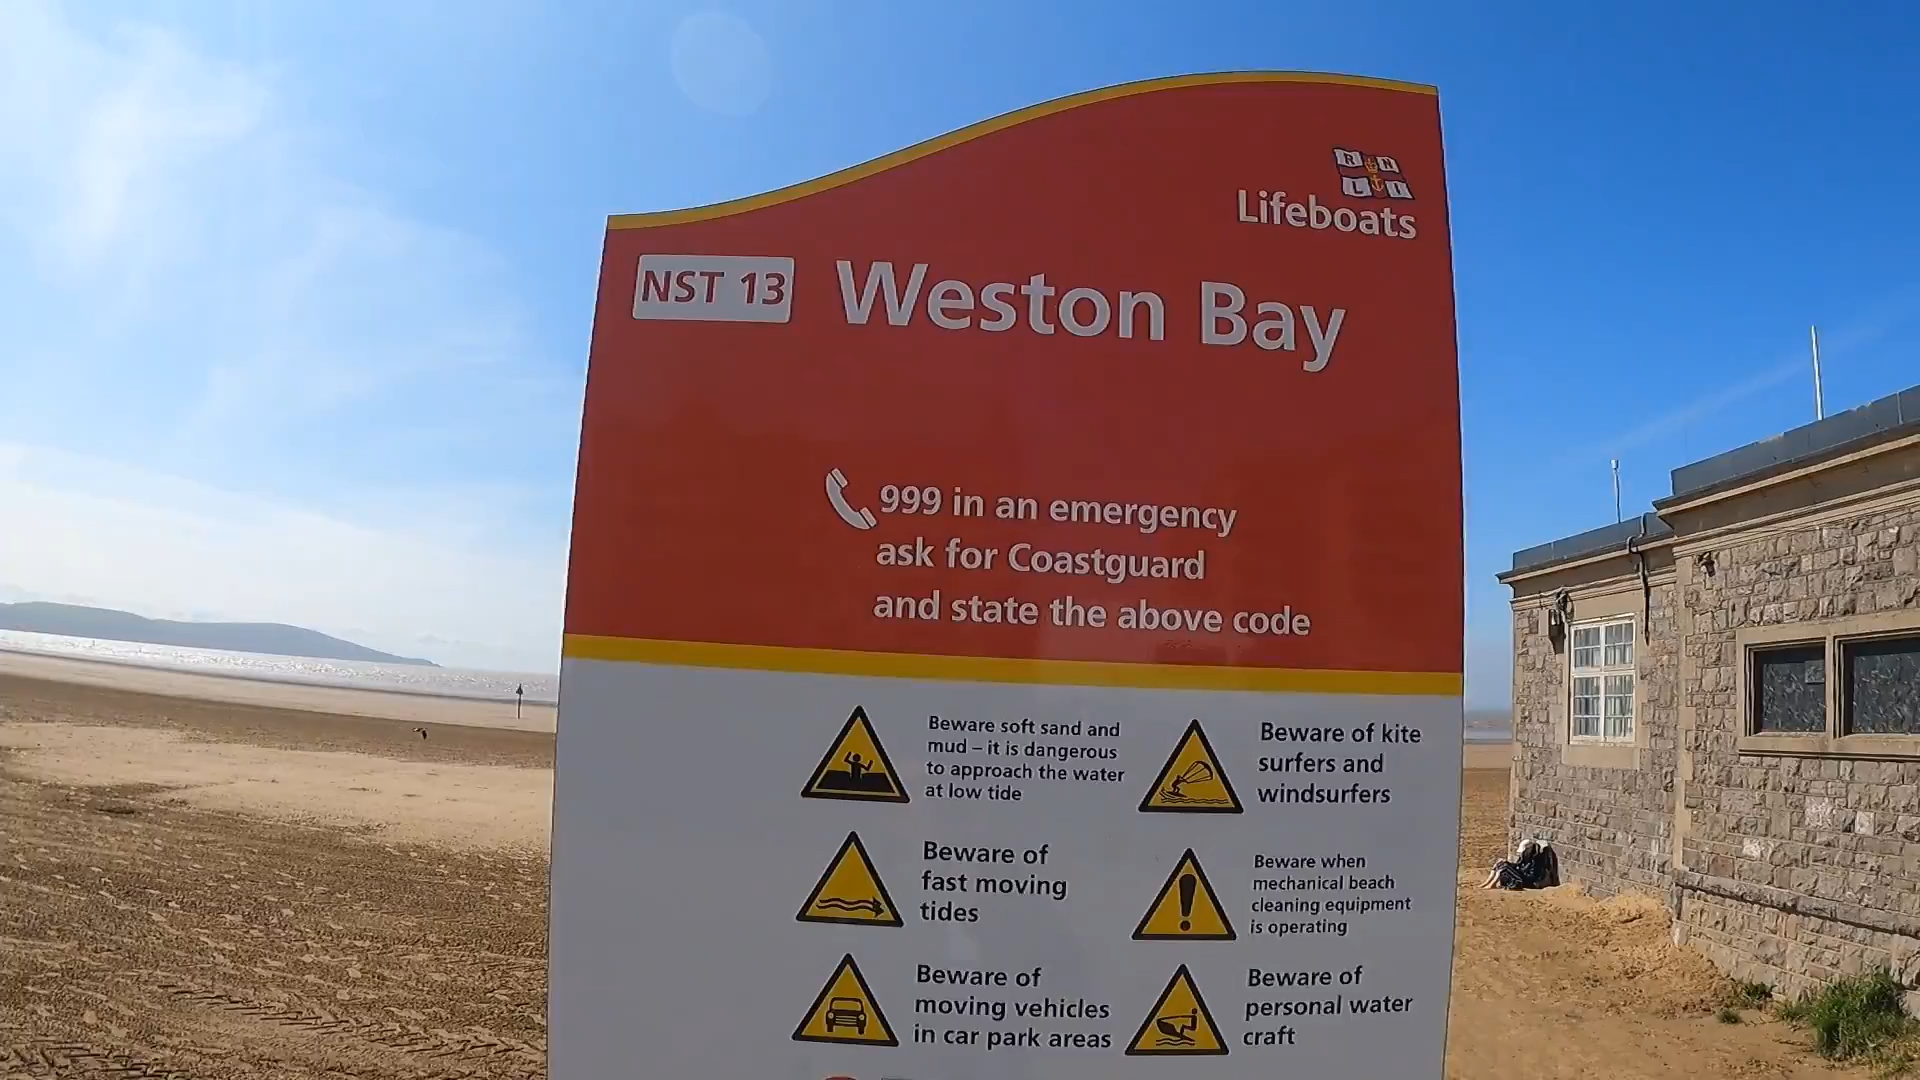 RNLI
Lifeboats
NST 13 Weston Bay
999 in an emergency
ask for Coastguard
and state the above code
Beware soft sand and
mud – it is dangerous
to approach the water
at low tide
Beware of kite
surfers and
windsurfers
Beware of
fast moving
tides
Beware when
mechanical beach
cleaning equipment
is operating
Beware of
moving vehicles
in car park areas
Beware of
personal water
craft